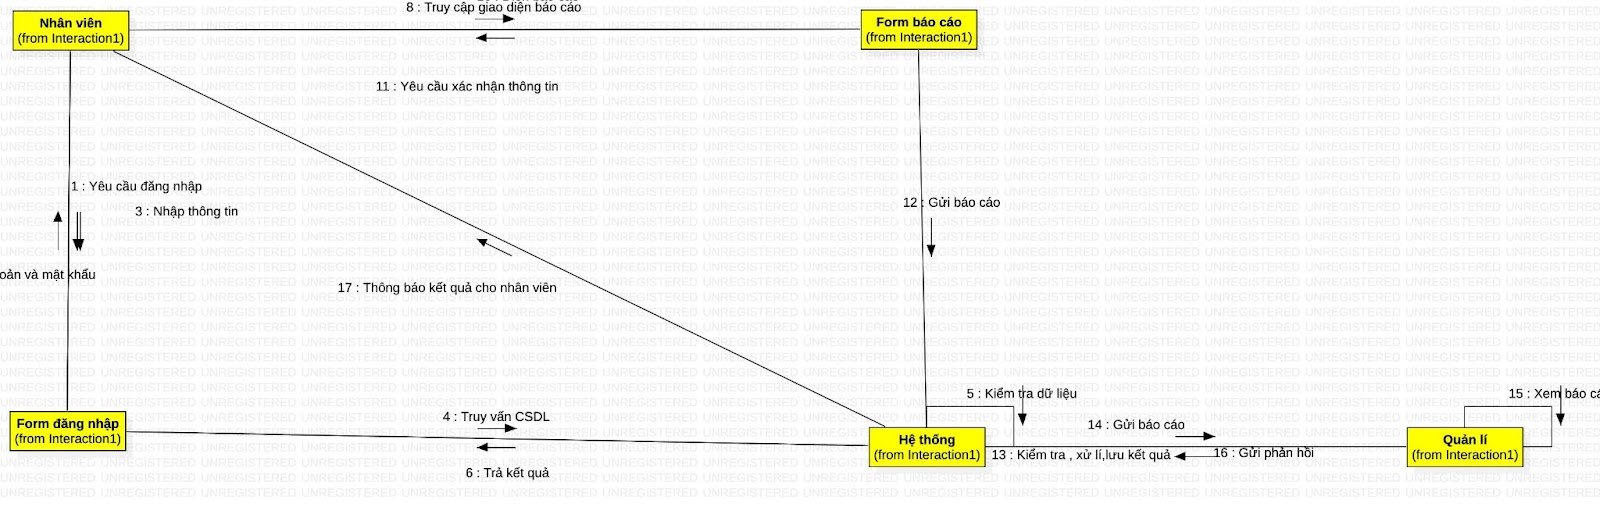 8 : Truy cập giao diện báo cáo
Nhân viên
(from Interaction1)
Form báo cáo
(from Interaction1)
11 : Yêu cầu xác nhận thông tin
1 : Yêu cầu đăng nhập
3 : Nhập thông tin
12 : Gửi báo cáo
oản và mật khẩu
17 : Thông báo kết quả cho nhân viên
5 : Kiểm tra dữ liệu
15 : Xem báo cá
Form đăng nhập
(from Interaction1)
4 : Truy vấn CSDL
14 : Gửi báo cáo
Hệ thống
(from Interaction1)
Quản lí
(from Interaction1)
13 : Kiểm tra , xử lí,lưu kết quả
16 : Gửi phản hồi
6 : Trả kết quả
UNREGISTERED